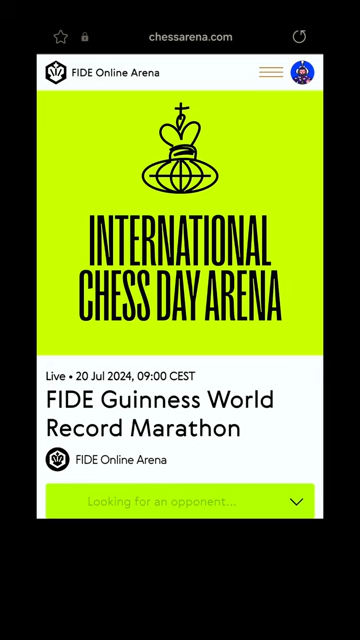 chessarena.com
FIDE Online Arena
INTERNATIONAL
CHESS DAY ARENA
Live • 20 Jul 2024, 09:00 CEST
FIDE Guinness World
Record Marathon
FIDE Online Arena
Looking for an opponent...